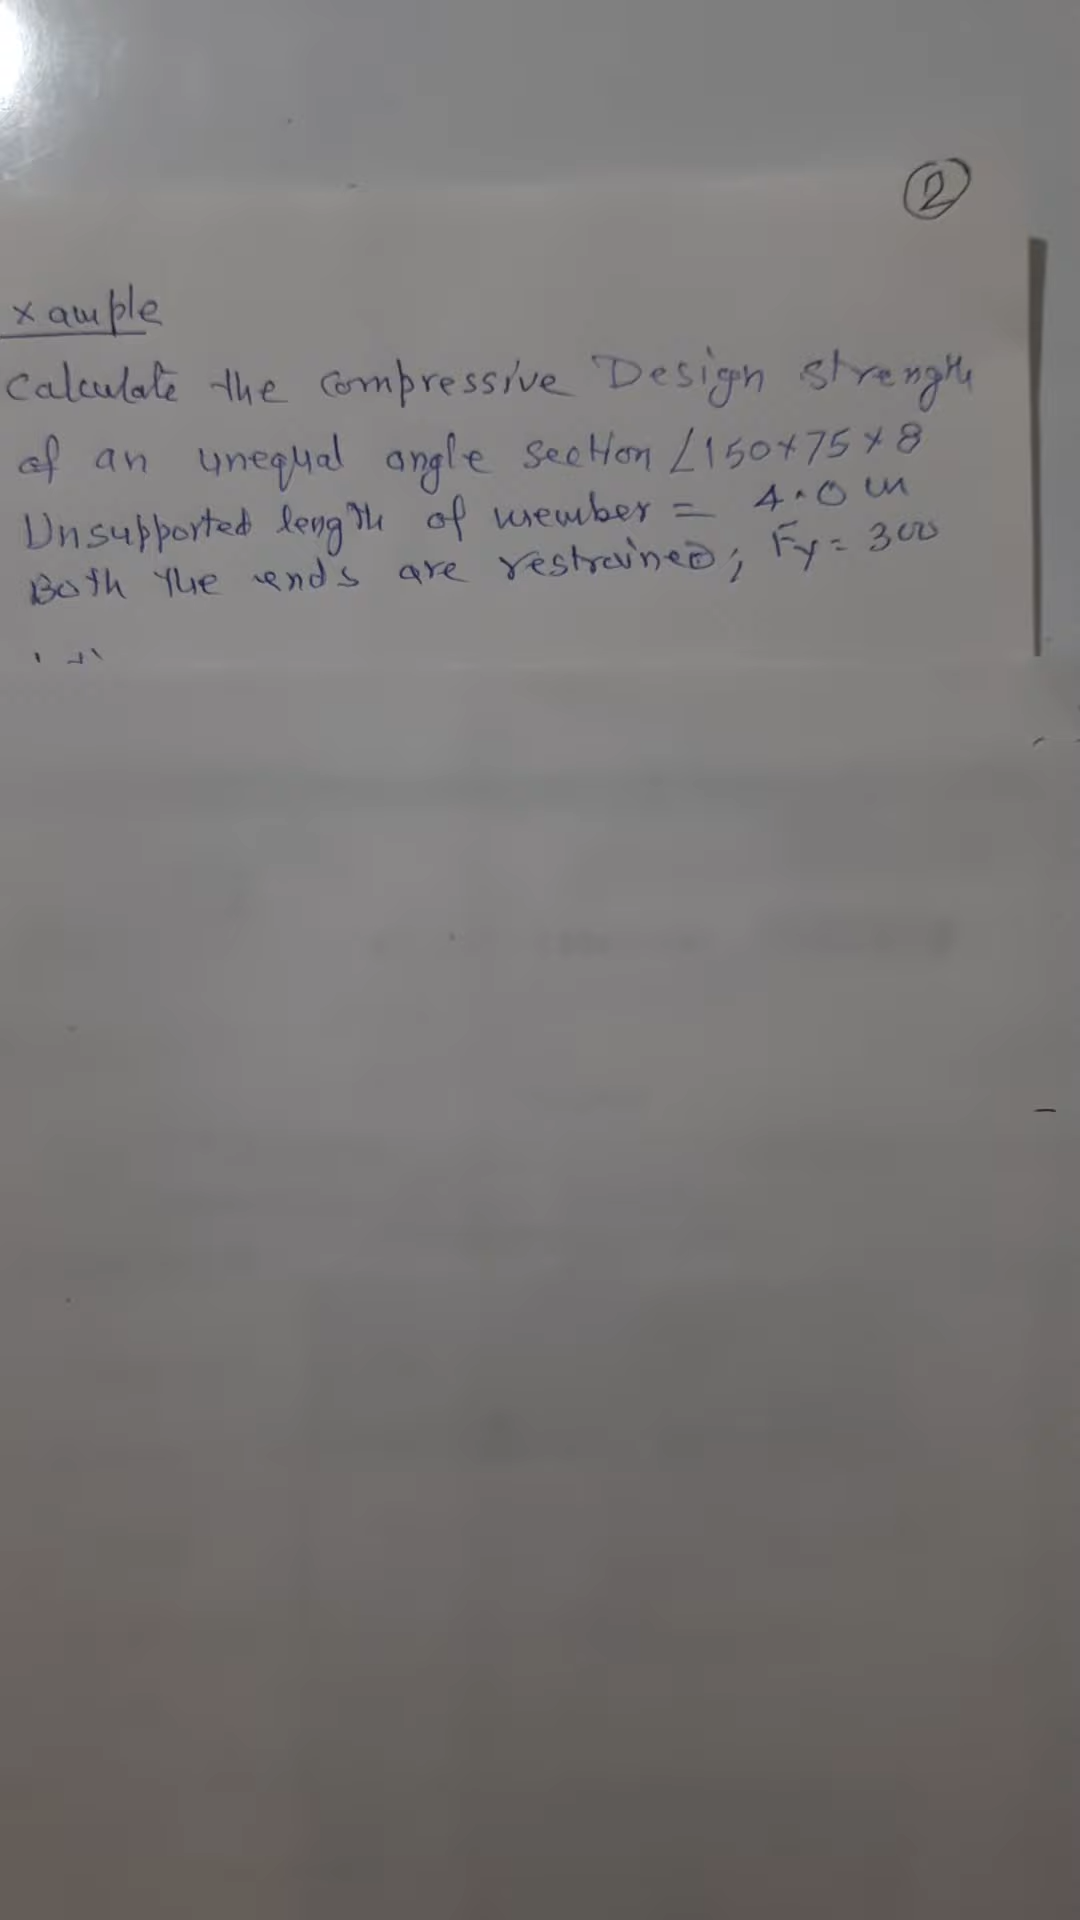 ②
xample
Calculate the compressive Design strength
of an unequal angle section ∠150×75×8
Unsupported length of member = 4.0 m
Both the ends are restrained; Fy = 300